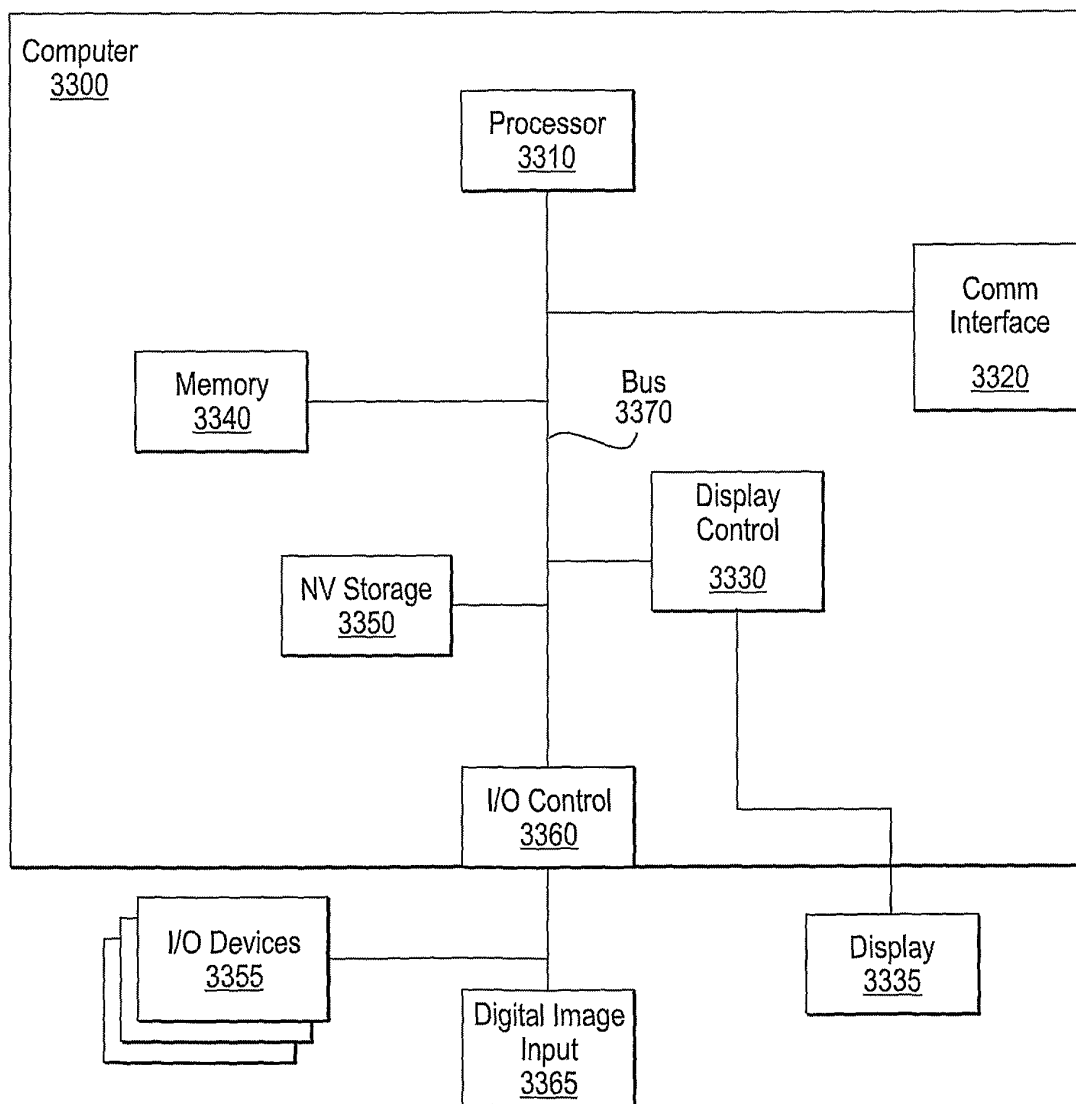 Computer
3300
Processor
3310
Comm
Interface
3320
Memory
3340
Bus
3370
Display
Control
3330
NV Storage
3350
I/O Control
3360
I/O Devices
3355
Display
3335
Digital Image
Input
3365